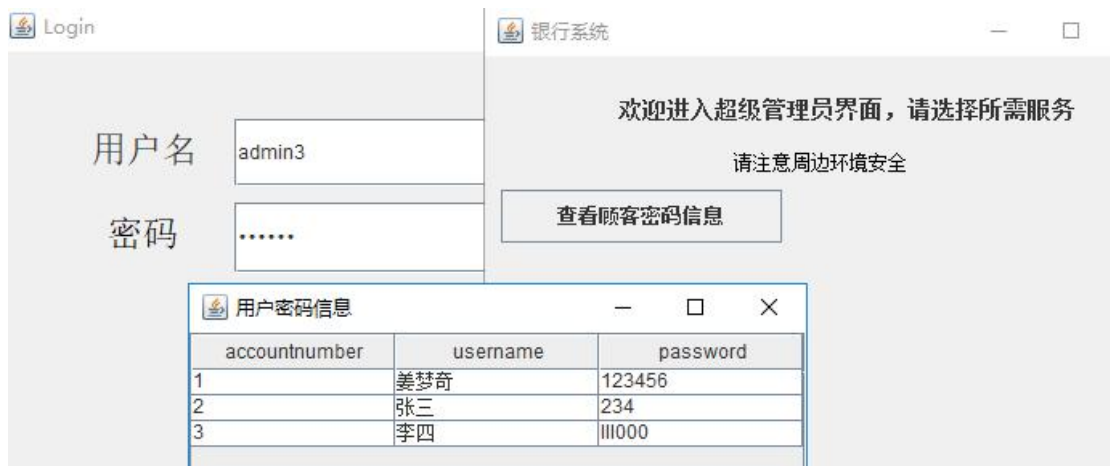 Login
银行系统
欢迎进入超级管理员界面，请选择所需服务
用户名 admin3
请注意周边环境安全
密码 ••••••
查看顾客密码信息
用户密码信息
accountnumber username password
1 姜梦奇 123456
2 张三 234
3 李四 lll000